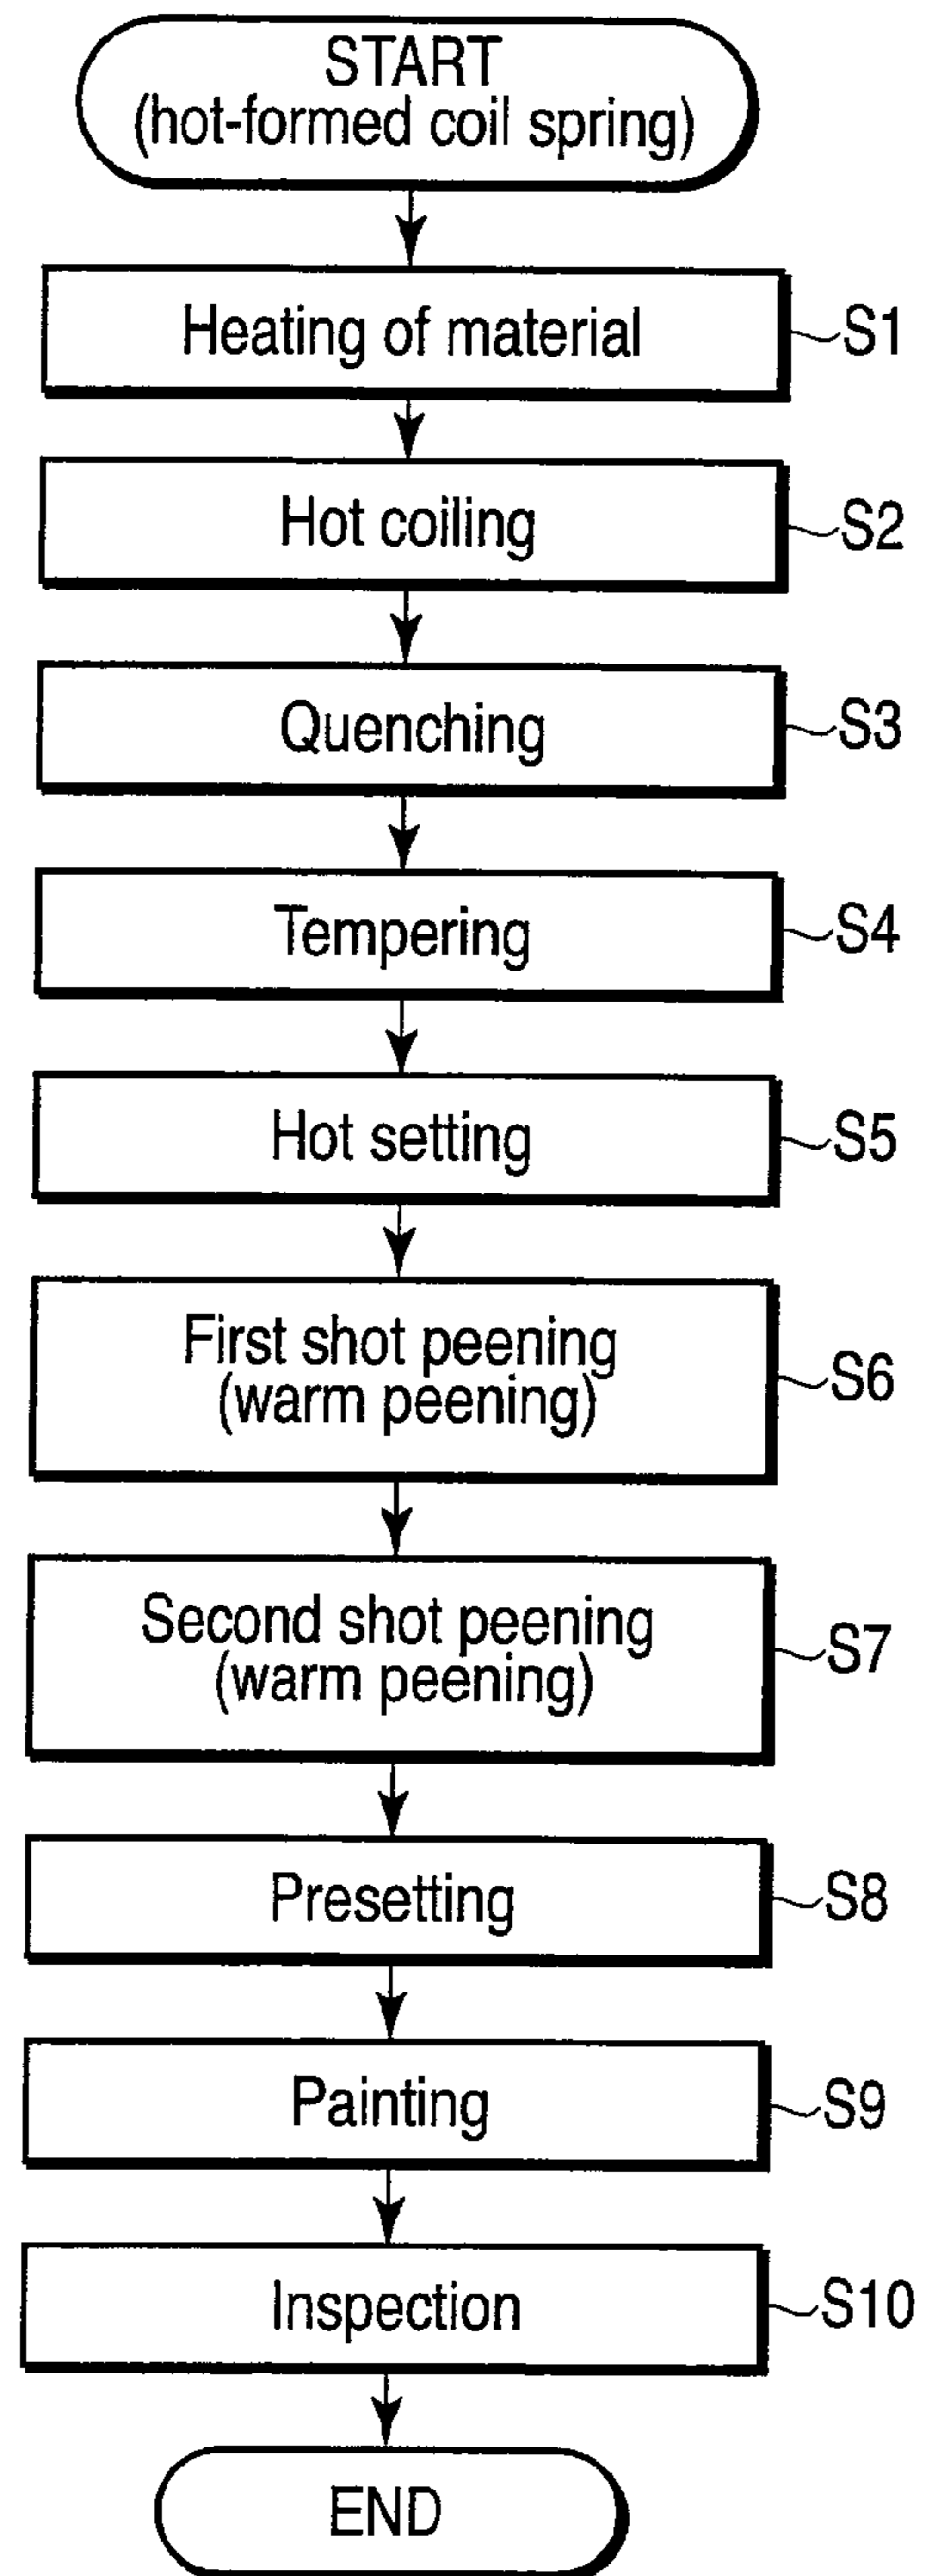 START
(hot-formed coil spring)
Heating of material
S1
Hot coiling
S2
Quenching
S3
Tempering
S4
Hot setting
S5
First shot peening
(warm peening)
S6
Second shot peening
(warm peening)
S7
Presetting
S8
Painting
S9
Inspection
S10
END